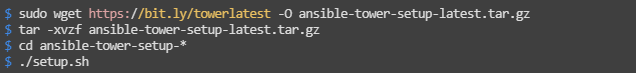 $ sudo wget https://bit.ly/towerlatest -O ansible-tower-setup-latest.tar.gz
$ tar -xvzf ansible-tower-setup-latest.tar.gz
$ cd ansible-tower-setup-*
$ ./setup.sh